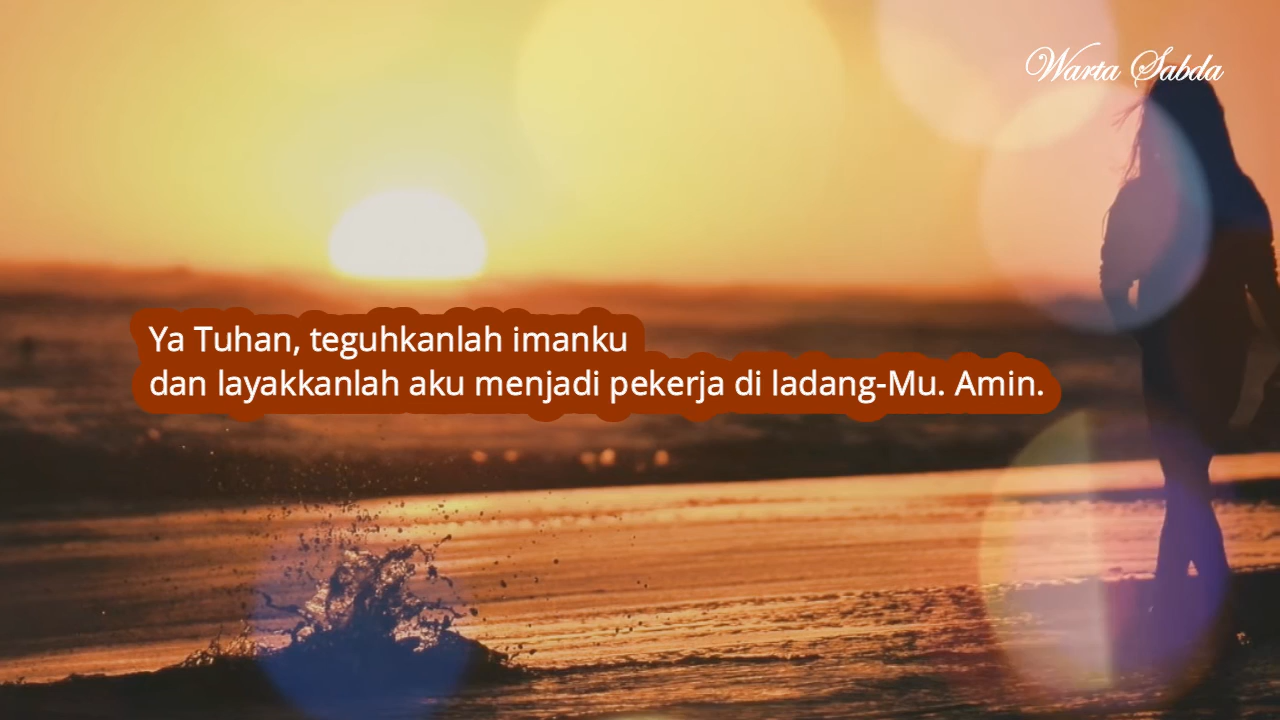 Warta Sabda
Ya Tuhan, teguhkanlah imanku
dan layakkanlah aku menjadi pekerja di ladang-Mu. Amin.